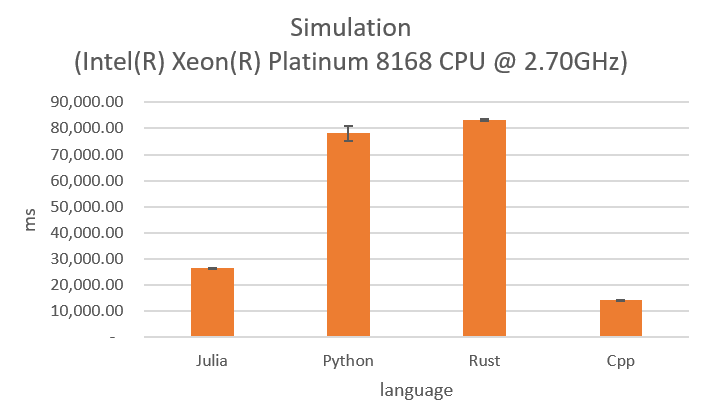 Simulation
(Intel(R) Xeon(R) Platinum 8168 CPU @ 2.70GHz)
90,000.00
80,000.00
70,000.00
60,000.00
50,000.00
40,000.00
30,000.00
20,000.00
10,000.00
-
ms
Julia Python Rust Cpp
language